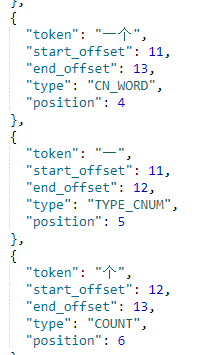 },
{
"token": "一个",
"start_offset": 11,
"end_offset": 13,
"type": "CN_WORD",
"position": 4
},
{
"token": "一",
"start_offset": 11,
"end_offset": 12,
"type": "TYPE_CNUM",
"position": 5
},
{
"token": "个",
"start_offset": 12,
"end_offset": 13,
"type": "COUNT",
"position": 6